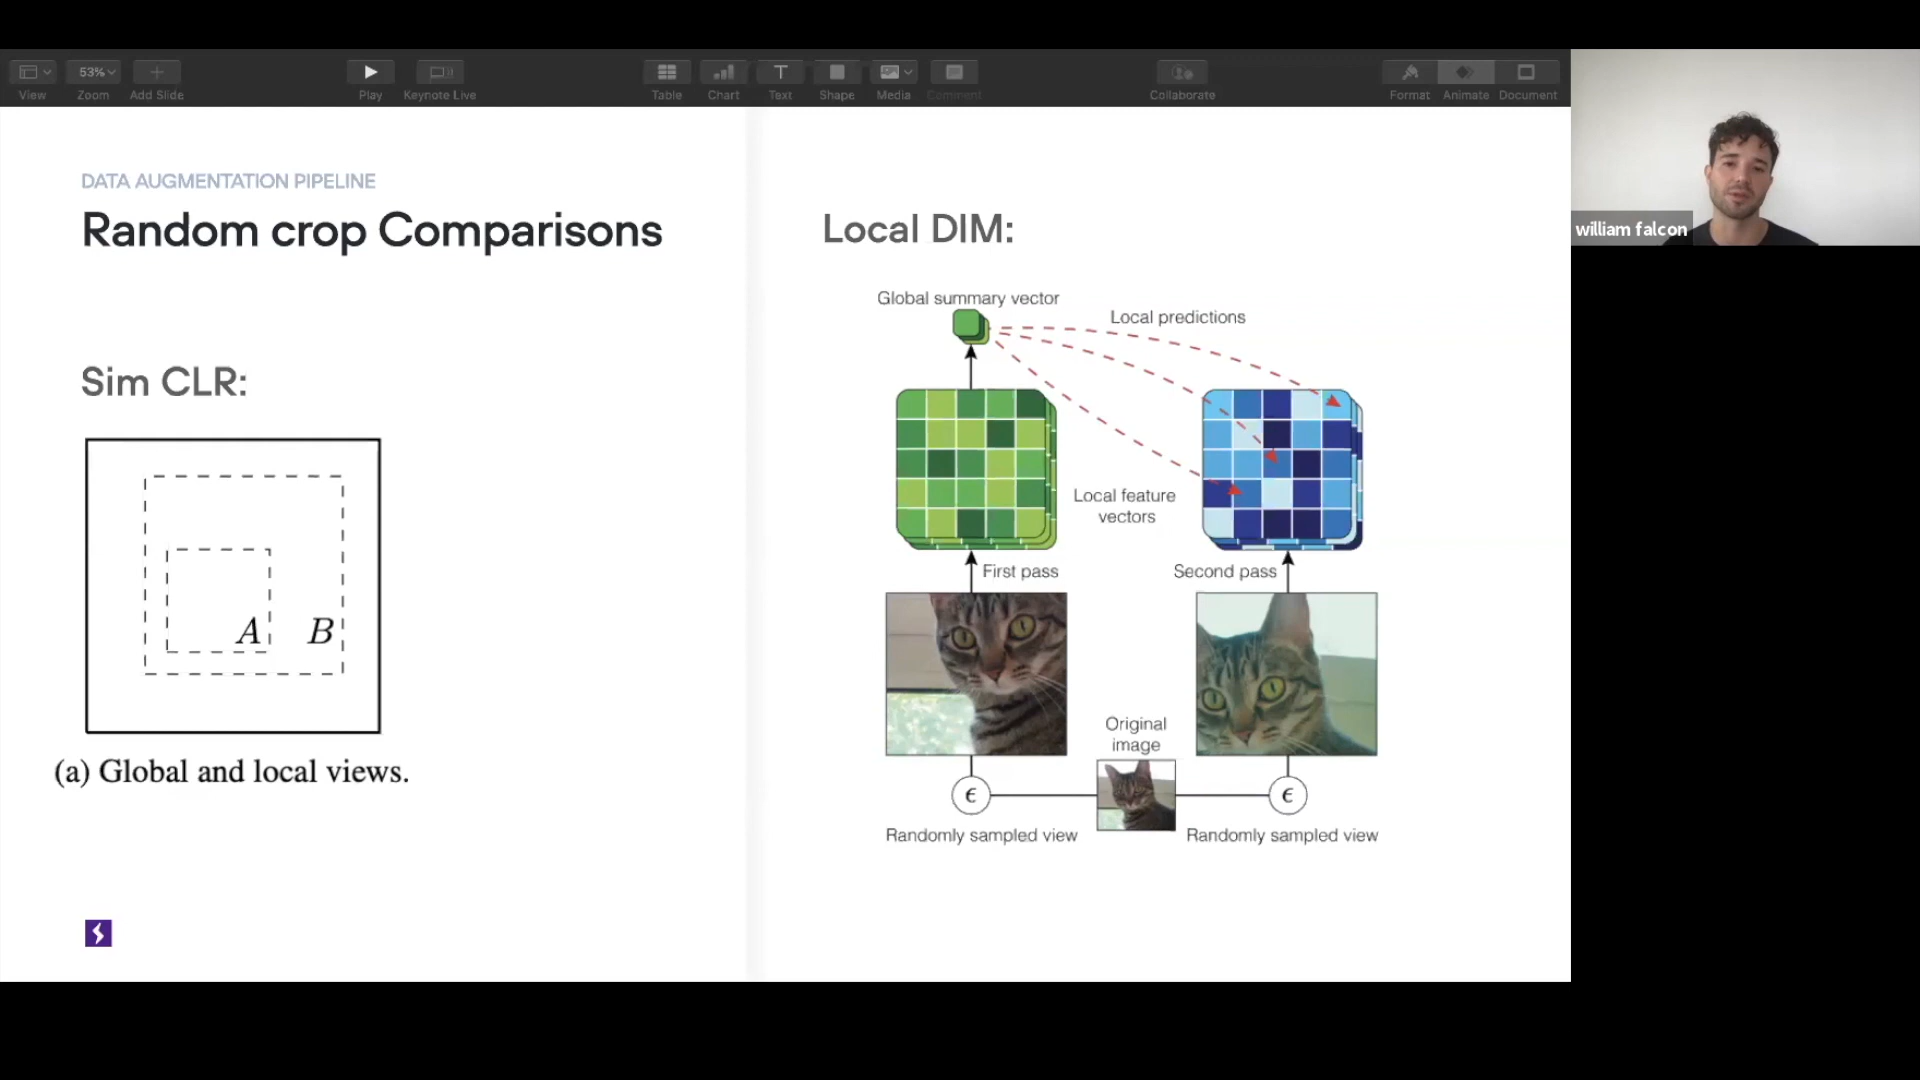 53%
View
Zoom
Add Slide
Play
Keynote Live
Table
Chart
Text
Shape
Media
Comment
Collaborate
Format
Animate
Document
william falcon
DATA AUGMENTATION PIPELINE
Random crop Comparisons
Sim CLR:
A
B
(a) Global and local views.
Local DIM:
Global summary vector
Local predictions
Local feature
vectors
First pass
Second pass
Original
image
ϵ
ϵ
Randomly sampled view
Randomly sampled view